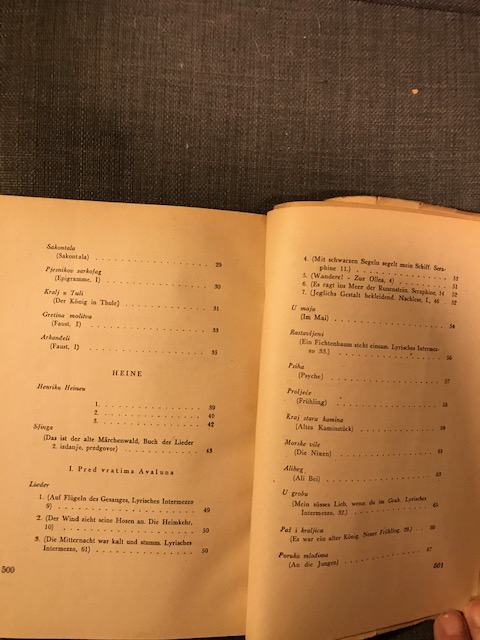 Sakontala
(Sakontala) . . . . . . . . . . . . . . . 29
Pjesnikov sarkofag
(Epigramme, I) . . . . . . . . . . . . . . 30
Kralj u Tuli
(Der König in Thule) . . . . . . . . . . . . 31
Gretina molitva
(Faust, I) . . . . . . . . . . . . . . . 33
Arhanđeli
(Faust, I) . . . . . . . . . . . . . . . 35
HEINE
Henriku Heineu
1. . . . . . . . . . . . . 39
2. . . . . . . . . . . . . 40
3. . . . . . . . . . . . . 42
Sfinga
(Das ist der alte Märchenwald, Buch der Lieder
2. izdanje, predgovor) . . . . . . . . . . 43
I. Pred vratima Avaluna
Lieder
1. (Auf Flügeln des Gesanges, Lyrisches Intermezzo
9) . . . . . . . . . . . . . . . . 49
2. (Der Wind zieht seine Hosen an. Die Heimkehr,
10) . . . . . . . . . . . . . . . . 50
3. (Die Mitternacht war kalt und stumm. Lyrisches
Intermezzo, 61) . . . . . . . . . . . . 50
500
4. (Mit schwarzen Segeln segelt mein Schiff. Sera-
phine 11.) . . . . . . . . . . . . . 51
5. (Wandere! - Zur Ollea, 4) . . . . . . . . 51
6. (Es ragt ins Meer der Runenstein. Seraphine, 14 52
7. (Jeglichs Gestalt bekleidend. Nachlese, I, 46 52
U maju
(Im Mai) . . . . . . . . . . . . . . . 54
Rastavljeni
(Ein Fichtenbaum steht einsam. Lyrisches Intermez-
zo 33.) . . . . . . . . . . . . . . . 56
Psiha
(Psyche) . . . . . . . . . . . . . . . 57
Proljeće
(Frühling) . . . . . . . . . . . . . . 58
Kraj stara kamina
(Altes Kaminstück) . . . . . . . . . . . 59
Morske vile
(Die Nixen) . . . . . . . . . . . . . . 61
Alibeg
(Ali Bei) . . . . . . . . . . . . . . . 63
U grobu
(Mein süsses Lieb, wenn du im Grab. Lyrisches
Intermezzo, 32.) . . . . . . . . . . . . 65
Paž i kraljica
(Es war ein alter König. Neuer Frühling, 29.) . . 66
Poruka mladima
(An die Jungen) . . . . . . . . . . . . 67
501